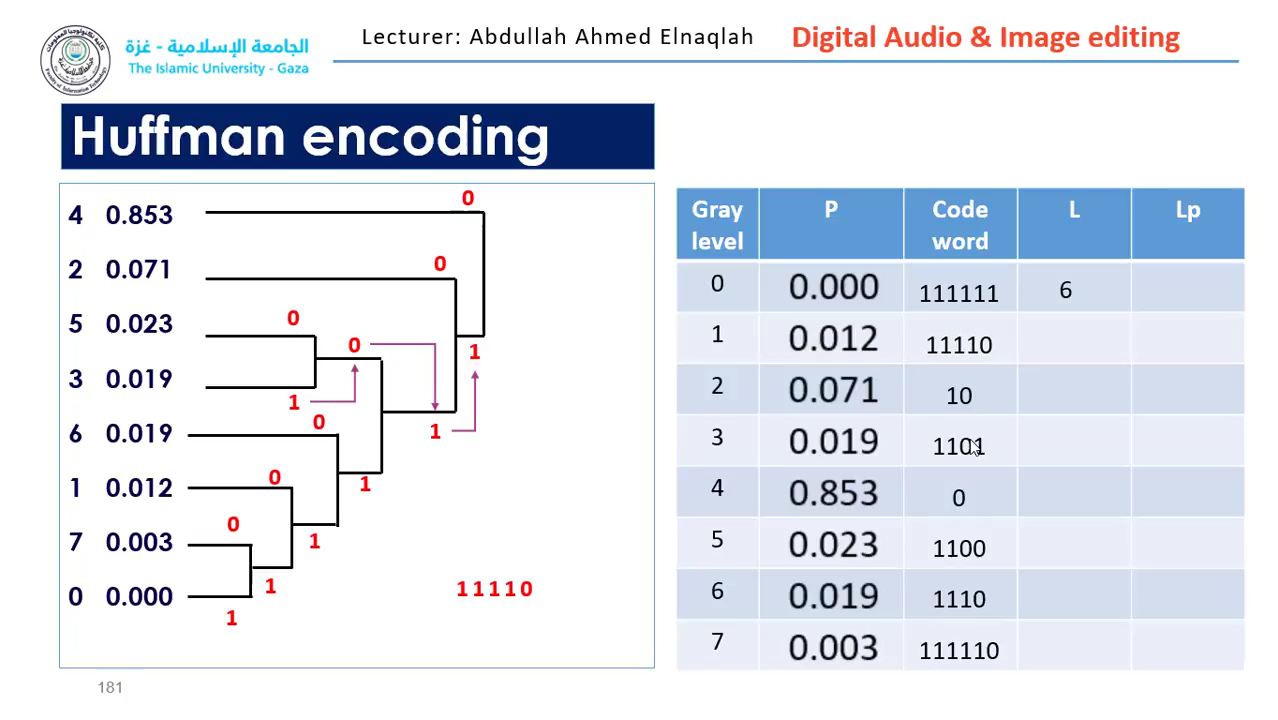 الجامعة الإسلامية - غزة
The Islamic University - Gaza
Lecturer: Abdullah Ahmed Elnaqlah
Digital Audio & Image editing
Huffman encoding
4 0.853 0
2 0.071 0
5 0.023 0
0
1
3 0.019 1
6 0.019 0
1
1 0.012 0
1
7 0.003 0
1
0 0.000 1
1
11110
Gray level P Code word L Lp
0 0.000 111111 6
1 0.012 11110
2 0.071 10
3 0.019 1101
4 0.853 0
5 0.023 1100
6 0.019 1110
7 0.003 111110
181